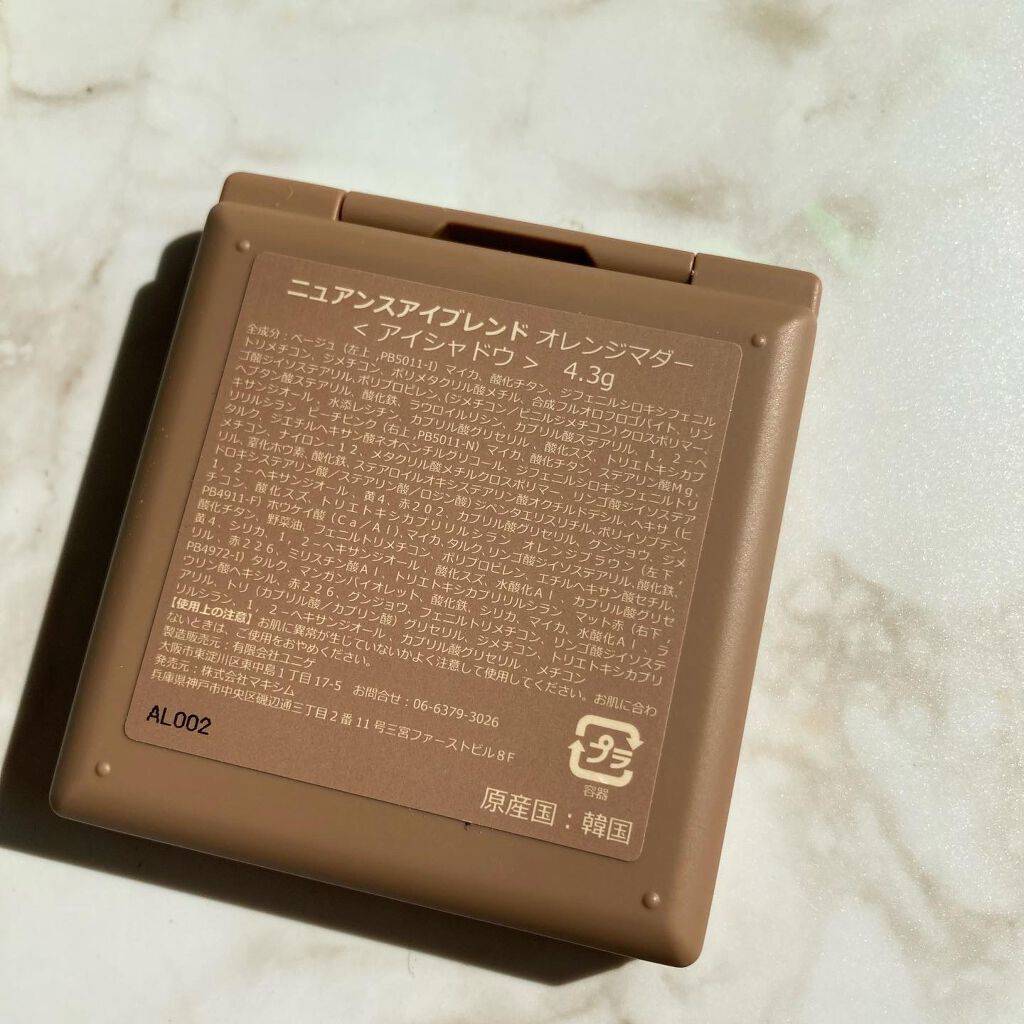 ニュアンスアイブレンド オレンジマダー
< アイシャドウ > 4.3g
全成分:ベージュ (左上 ,PB5011-I) マイカ、酸化チタン、ジフェニルシロキシフェニル
トリメチコン、ジメチコン、ポリメタクリル酸メチル、合成フルオロフロゴパイト、リン
ゴ酸ジイソステアリル、ポリプロピレン、(ジメチコン/ビニルジメチコン) クロスポリマー、
ヘプタン酸ステアリル、酸化鉄、ラウロイルリシン、カプリル酸ステアリル、1,2-ヘ
キサンジオール、水添レシチン、カプリル酸グリセリル、酸化スズ、トリエトキシカプ
リリルシラン ピーチピンク (右上 ,PB5011-N) マイカ、酸化チタン、ステアリン酸Mg、
タルク、ジエチルヘキサン酸ネオペンチルグリコール、ジフェニルシロキシフェニルトリ
メチコン、ナイロン-12、メタクリル酸メチルクロスポリマー、リンゴ酸ジイソステア
リル、窒化ホウ素、酸化鉄、ステアロイルオキシステアリン酸オクチルドデシル、ヘキサ (ヒ
ドロキシステアリン酸/ステアリン酸/ロジン酸) ジペンタエリスリチル、ポリイソブテン、
1,2-ヘキサンジオール、黄4、赤202、カプリル酸グリセリル、グンジョウ、ジメ
チコン、酸化スズ、トリエトキシカプリリルシラン オレンジブラウン (左下 ,
PB4911-F) ホウケイ酸 (Ca/Al)、マイカ、タルク、リンゴ酸ジイソステアリル、酸化鉄、
酸化チタン、野菜油、フェニルトリメチコン、ポリプロピレン、エチルヘキサン酸セチル、
黄4、シリカ、1,2-ヘキサンジオール、酸化スズ、水酸化Al、カプリル酸グリセ
リル、赤226、ミリスチン酸Al、トリエトキシカプリリルシラン マット赤 (右下 ,
PB4972-I) タルク、マンガンバイオレット、酸化鉄、シリカ、マイカ、水酸化Al、ラ
ウリン酸ヘキシル、赤226、グンジョウ、フェニルトリメチコン、リンゴ酸ジイソステ
アリル、トリ (カプリル酸/カプリン酸) グリセリル、ジメチコン、トリエトキシカプリ
リルシラン、1,2-ヘキサンジオール、カプリル酸グリセリル、メチコン
【使用上の注意】お肌に異常が生じていないかよく注意して使用してください。お肌に合わ
ないときは、ご使用をおやめください。
製造販売元:有限会社ユニゲ
大阪市東淀川区東中島1丁目17-5 お問合せ:06-6379-3026
発売元:株式会社マキシム
兵庫県神戸市中央区磯辺通三丁目2番11号三宮ファーストビル8F
AL002
プラ
容器
原産国:韓国